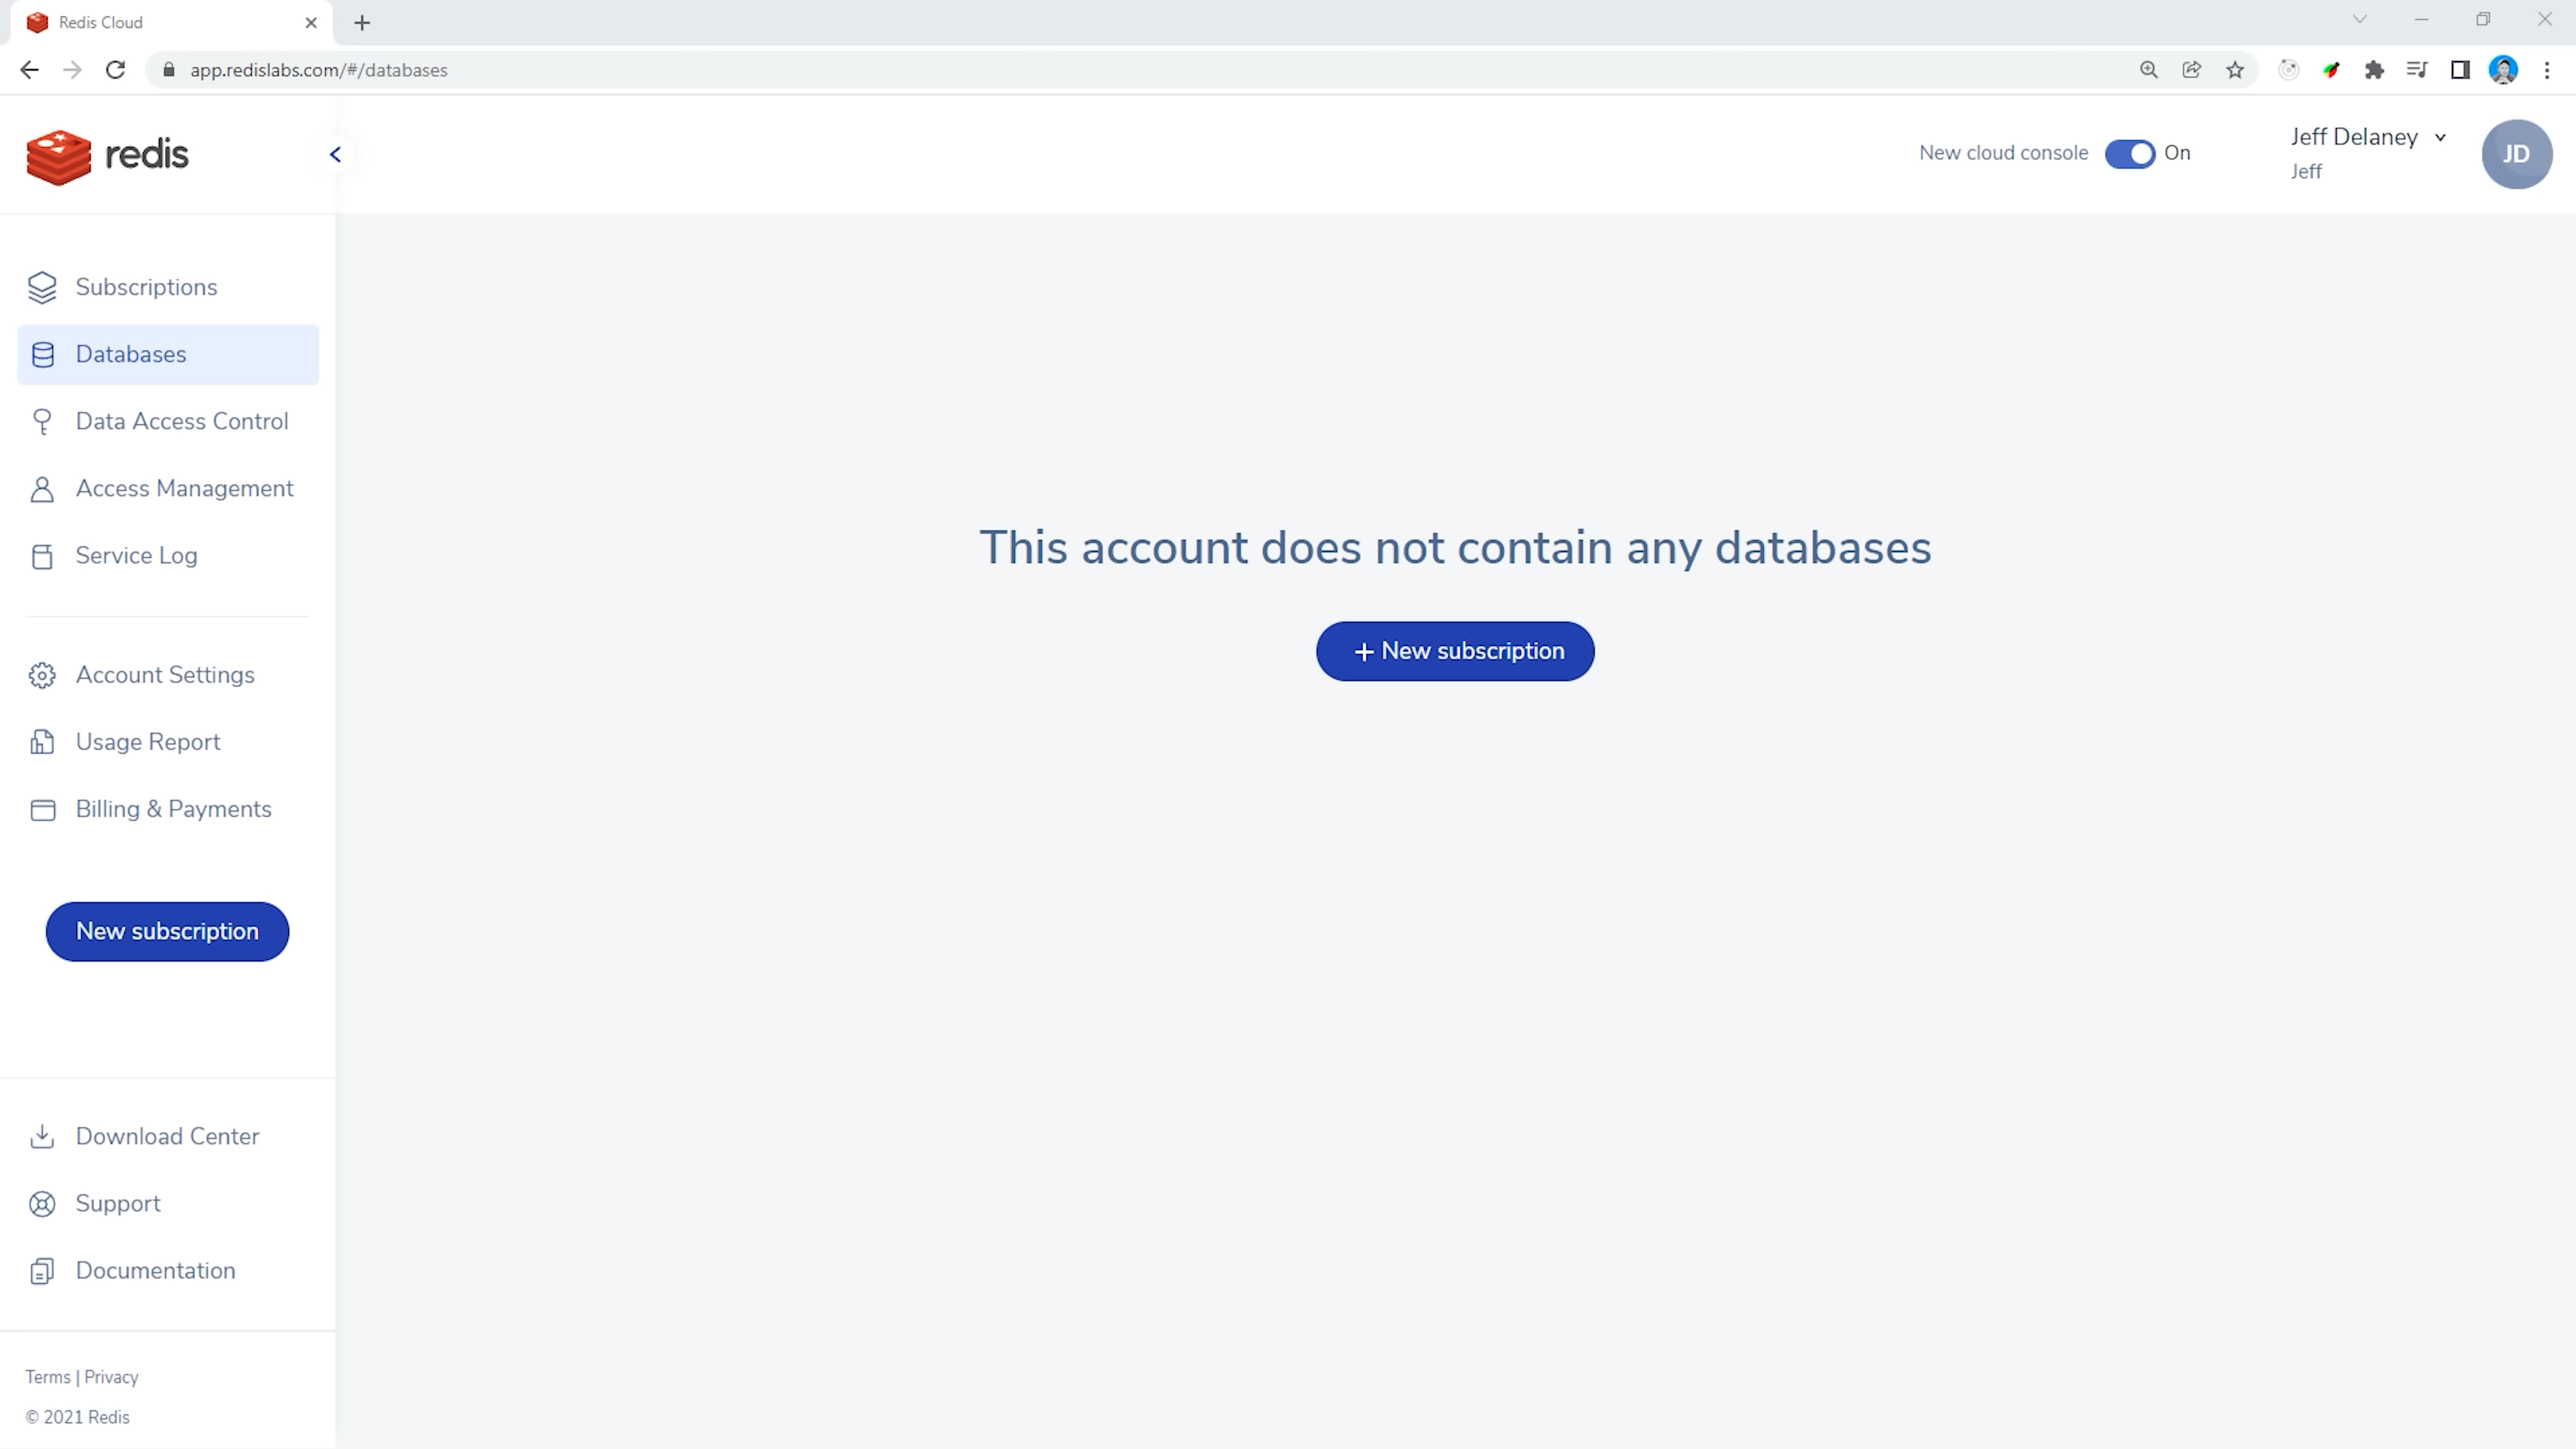 Redis Cloud
app.redislabs.com/#/databases
redis
New cloud console On
Jeff Delaney
Jeff
JD
Subscriptions
Databases
Data Access Control
Access Management
Service Log
Account Settings
Usage Report
Billing & Payments
New subscription
This account does not contain any databases
+ New subscription
Download Center
Support
Documentation
Terms | Privacy
© 2021 Redis